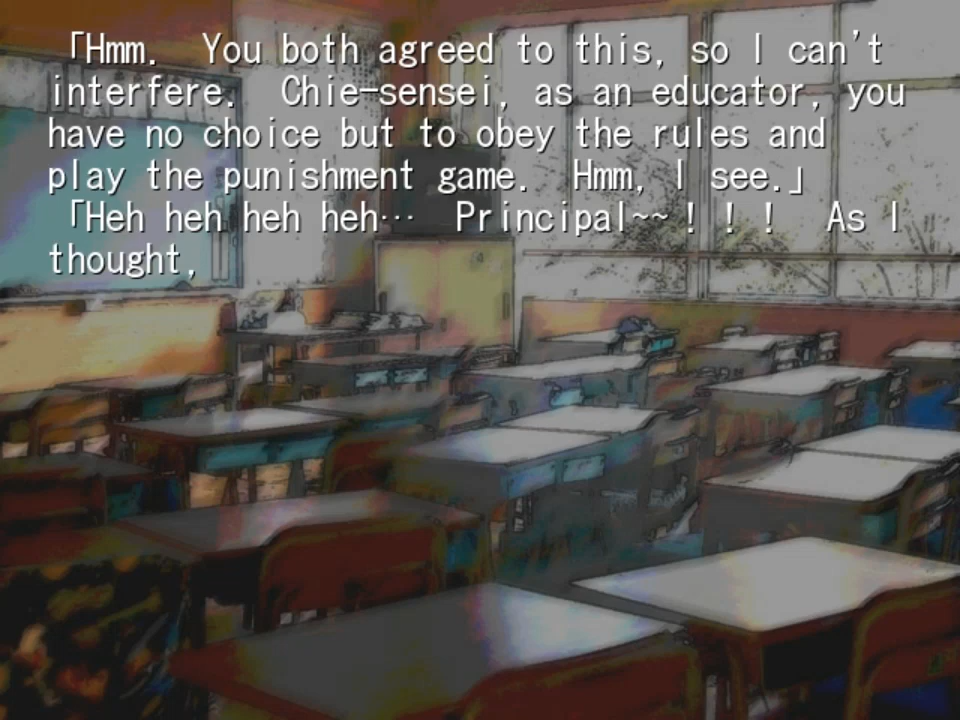 「Hmm.  You both agreed to this, so I can't
interfere.  Chie-sensei, as an educator, you
have no choice but to obey the rules and
play the punishment game.  Hmm, I see.」
「Heh heh heh heh…  Principal~~！！！  As I
thought,